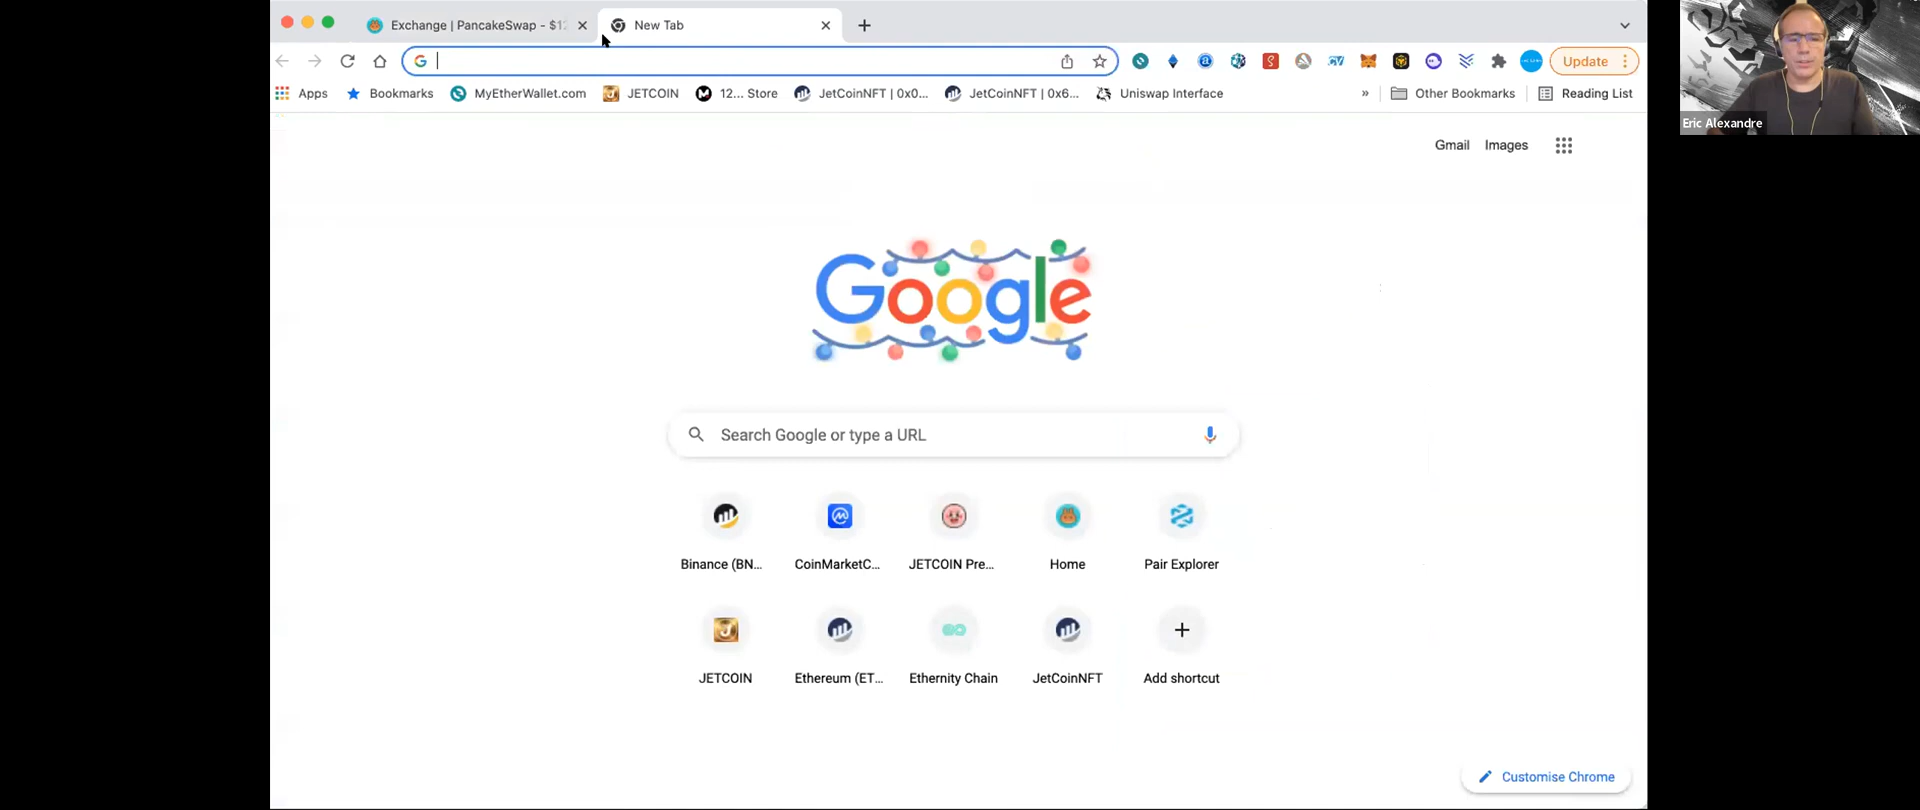 Exchange | PancakeSwap - $12
New Tab
Update
Apps
Bookmarks
MyEtherWallet.com
JETCOIN
12... Store
JetCoinNFT | 0x0...
JetCoinNFT | 0x6...
Uniswap Interface
»
Other Bookmarks
Reading List
Eric Alexandre
Gmail
Images
Google
Search Google or type a URL
Binance (BN...
CoinMarketC...
JETCOIN Pre...
Home
Pair Explorer
JETCOIN
Ethereum (ET...
Ethernity Chain
JetCoinNFT
Add shortcut
Customise Chrome